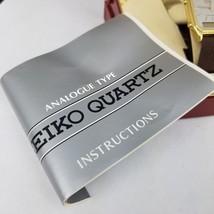 ANALOGUE TYPE
EIKO QUARTZ
INSTRUCTIONS